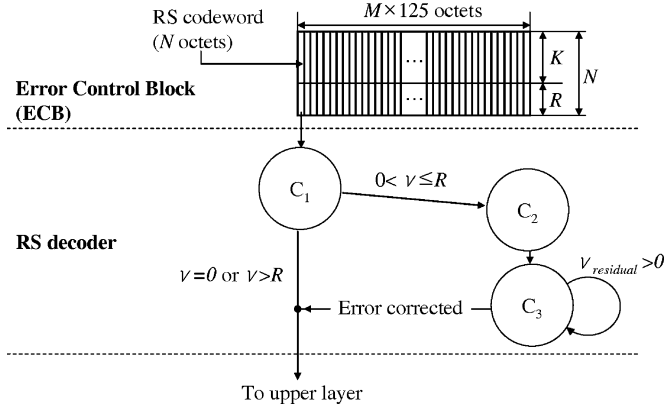 RS codeword
(N octets)
M×125 octets
...
...
K
N
R
Error Control Block
(ECB)
C1
0< ν ≤R
C2
RS decoder
ν=0 or ν>R
νresidual >0
Error corrected
C3
To upper layer